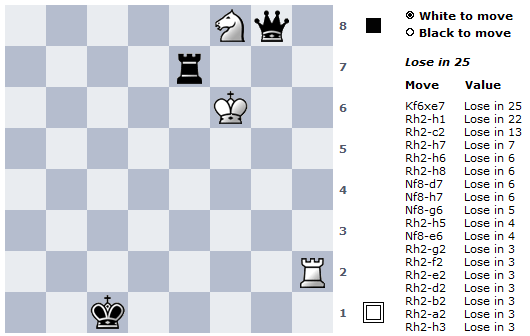 8
7
6
5
4
3
2
1
White to move
Black to move
Lose in 25
Move Value
Kf6xe7 Lose in 25
Rh2-h1 Lose in 22
Rh2-c2 Lose in 13
Rh2-h7 Lose in 7
Rh2-h6 Lose in 6
Rh2-h8 Lose in 6
Nf8-d7 Lose in 6
Nf8-h7 Lose in 6
Nf8-g6 Lose in 5
Rh2-h5 Lose in 4
Nf8-e6 Lose in 4
Rh2-g2 Lose in 3
Rh2-f2 Lose in 3
Rh2-e2 Lose in 3
Rh2-d2 Lose in 3
Rh2-b2 Lose in 3
Rh2-a2 Lose in 3
Rh2-h3 Lose in 3